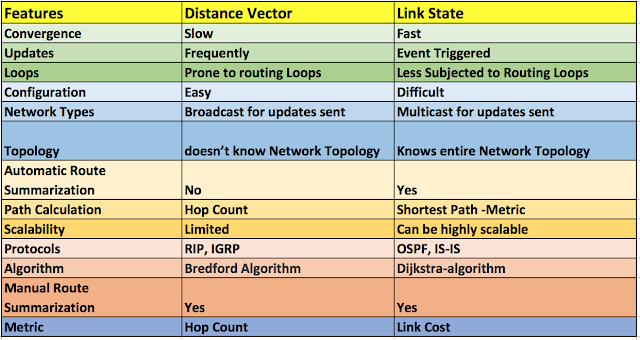 Features Distance Vector Link State
Convergence Slow Fast
Updates Frequently Event Triggered
Loops Prone to routing Loops Less Subjected to Routing Loops
Configuration Easy Difficult
Network Types Broadcast for updates sent Multicast for updates sent
Topology doesn't know Network Topology Knows entire Network Topology
Automatic Route
Summarization No Yes
Path Calculation Hop Count Shortest Path -Metric
Scalability Limited Can be highly scalable
Protocols RIP, IGRP OSPF, IS-IS
Algorithm Bredford Algorithm Dijkstra-algorithm
Manual Route
Summarization Yes Yes
Metric Hop Count Link Cost